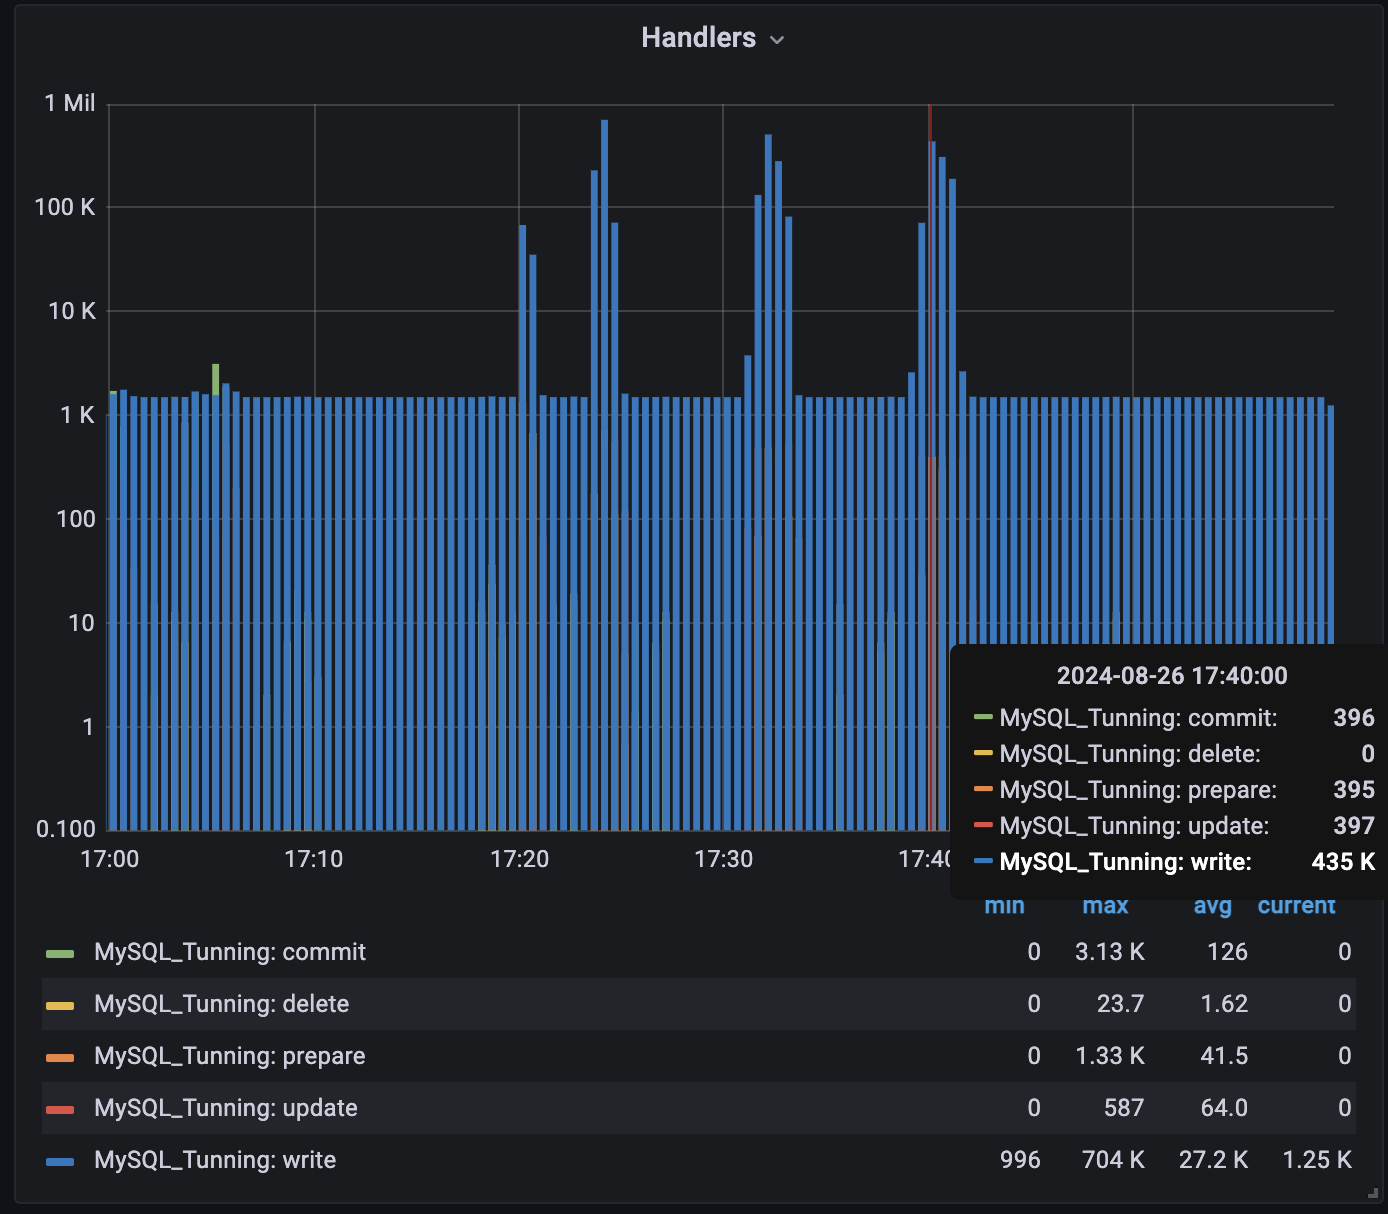 Handlers
1 Mil
100 K
10 K
1 K
100
10
1
0.100
17:00 17:10 17:20 17:30 17:40
2024-08-26 17:40:00
MySQL_Tunning: commit: 396
MySQL_Tunning: delete: 0
MySQL_Tunning: prepare: 395
MySQL_Tunning: update: 397
MySQL_Tunning: write: 435 K
min max avg current
MySQL_Tunning: commit 0 3.13 K 126 0
MySQL_Tunning: delete 0 23.7 1.62 0
MySQL_Tunning: prepare 0 1.33 K 41.5 0
MySQL_Tunning: update 0 587 64.0 0
MySQL_Tunning: write 996 704 K 27.2 K 1.25 K